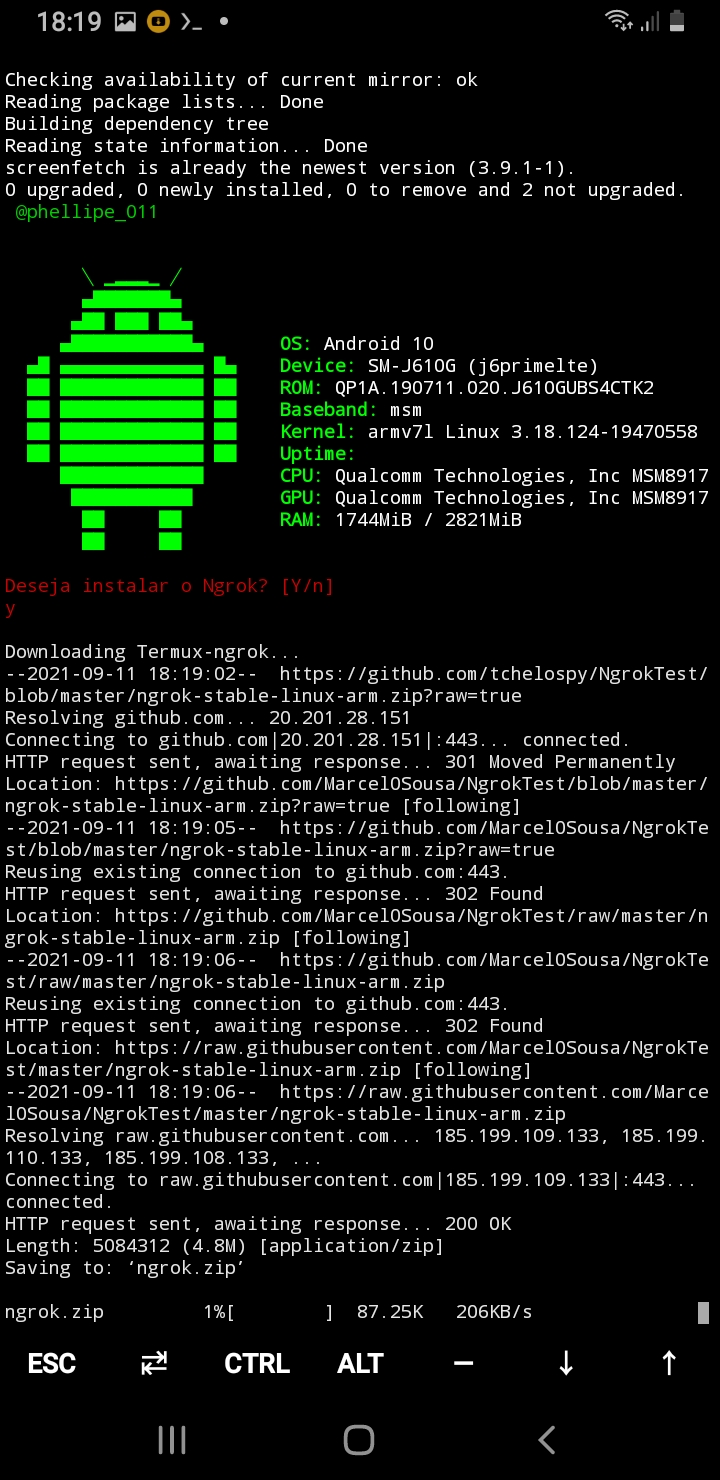 18:19
Checking availability of current mirror: ok
Reading package lists... Done
Building dependency tree
Reading state information... Done
screenfetch is already the newest version (3.9.1-1).
0 upgraded, 0 newly installed, 0 to remove and 2 not upgraded.
@phellipe_011
OS: Android 10
Device: SM-J610G (j6primelte)
ROM: QP1A.190711.020.J610GUBS4CTK2
Baseband: msm
Kernel: armv7l Linux 3.18.124-19470558
Uptime:
CPU: Qualcomm Technologies, Inc MSM8917
GPU: Qualcomm Technologies, Inc MSM8917
RAM: 1744MiB / 2821MiB
Deseja instalar o Ngrok? [Y/n]
y
Downloading Termux-ngrok...
--2021-09-11 18:19:02--  https://github.com/tchelospy/NgrokTest/
blob/master/ngrok-stable-linux-arm.zip?raw=true
Resolving github.com... 20.201.28.151
Connecting to github.com|20.201.28.151|:443... connected.
HTTP request sent, awaiting response... 301 Moved Permanently
Location: https://github.com/Marcel0Sousa/NgrokTest/blob/master/
ngrok-stable-linux-arm.zip?raw=true [following]
--2021-09-11 18:19:05--  https://github.com/Marcel0Sousa/NgrokTe
st/blob/master/ngrok-stable-linux-arm.zip?raw=true
Reusing existing connection to github.com:443.
HTTP request sent, awaiting response... 302 Found
Location: https://github.com/Marcel0Sousa/NgrokTest/raw/master/n
grok-stable-linux-arm.zip [following]
--2021-09-11 18:19:06--  https://github.com/Marcel0Sousa/NgrokTe
st/raw/master/ngrok-stable-linux-arm.zip
Reusing existing connection to github.com:443.
HTTP request sent, awaiting response... 302 Found
Location: https://raw.githubusercontent.com/Marcel0Sousa/NgrokTe
st/master/ngrok-stable-linux-arm.zip [following]
--2021-09-11 18:19:06--  https://raw.githubusercontent.com/Marce
l0Sousa/NgrokTest/master/ngrok-stable-linux-arm.zip
Resolving raw.githubusercontent.com... 185.199.109.133, 185.199.
110.133, 185.199.108.133, ...
Connecting to raw.githubusercontent.com|185.199.109.133|:443...
connected.
HTTP request sent, awaiting response... 200 OK
Length: 5084312 (4.8M) [application/zip]
Saving to: ‘ngrok.zip’
ngrok.zip         1%[        ]  87.25K   206KB/s
ESC ⇄ CTRL ALT — ↓ ↑